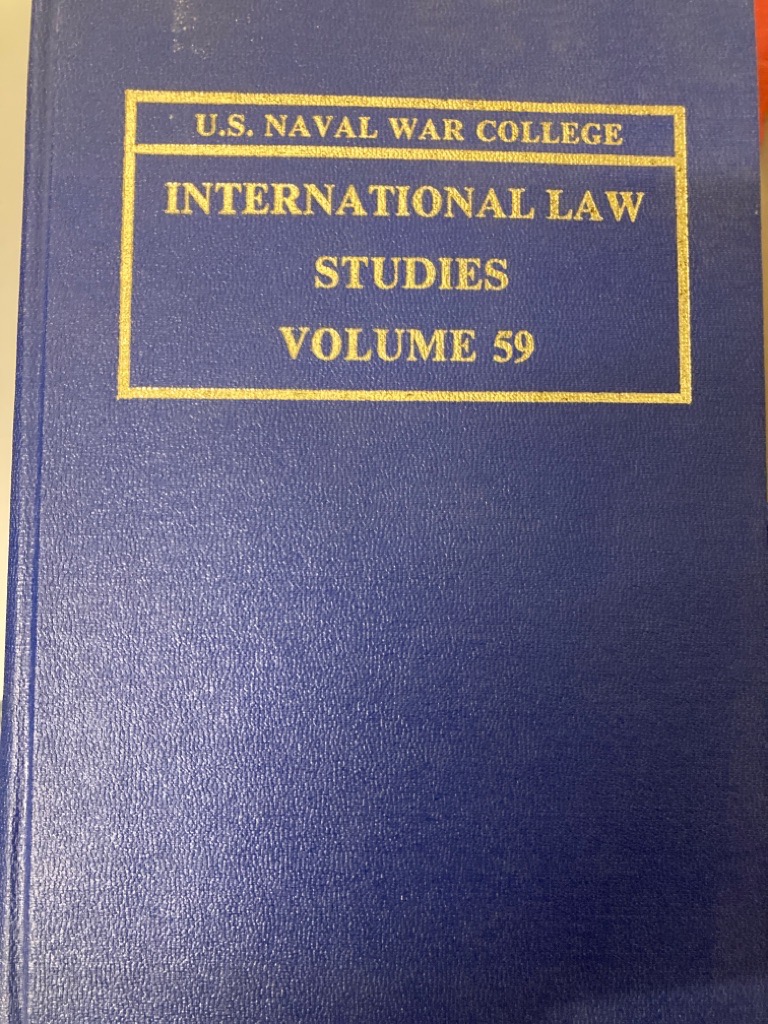 U.S. NAVAL WAR COLLEGE
INTERNATIONAL LAW
STUDIES
VOLUME 59